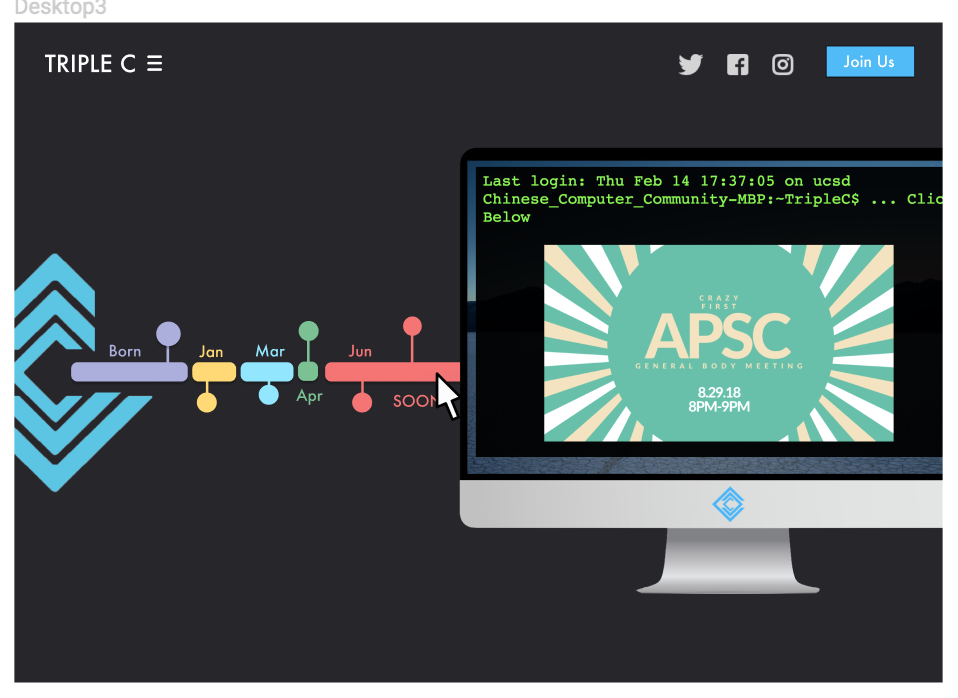 Desktop3
TRIPLE C
Join Us
Last login: Thu Feb 14 17:37:05 on ucsd
Chinese_Computer_Community-MBP:~TripleC$ ... Clic
Below
CRAZY
FIRST
APSC
GENERAL BODY MEETING
8.29.18
8PM-9PM
Born
Jan
Mar
Apr
Jun
SOON